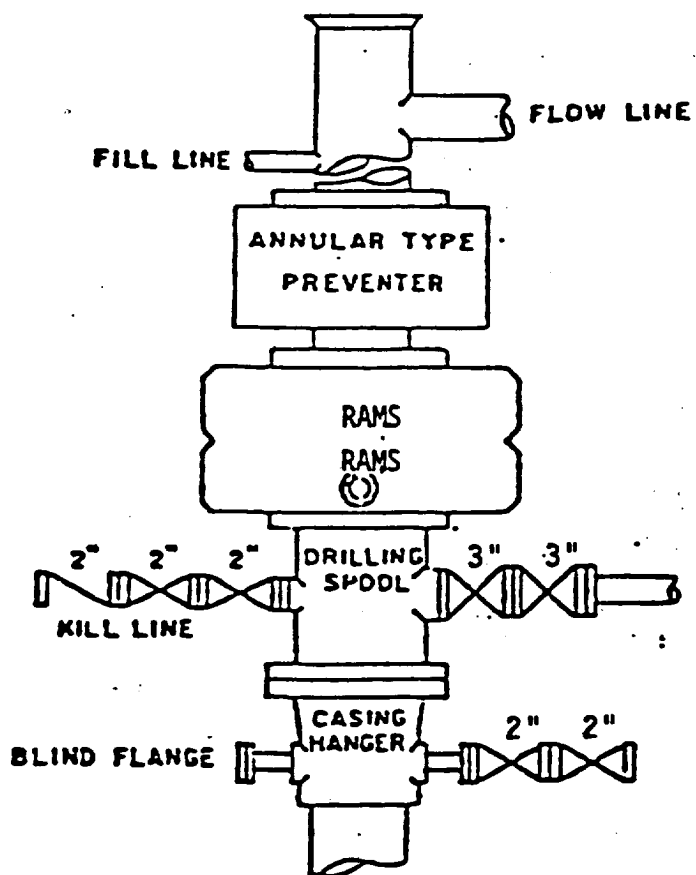 FLOW LINE
FILL LINE
ANNULAR TYPE
PREVENTER
RAMS
RAMS
2" 2" 2"
DRILLING
SPOOL
3" 3"
KILL LINE
CASING
HANGER
2" 2"
BLIND FLANGE